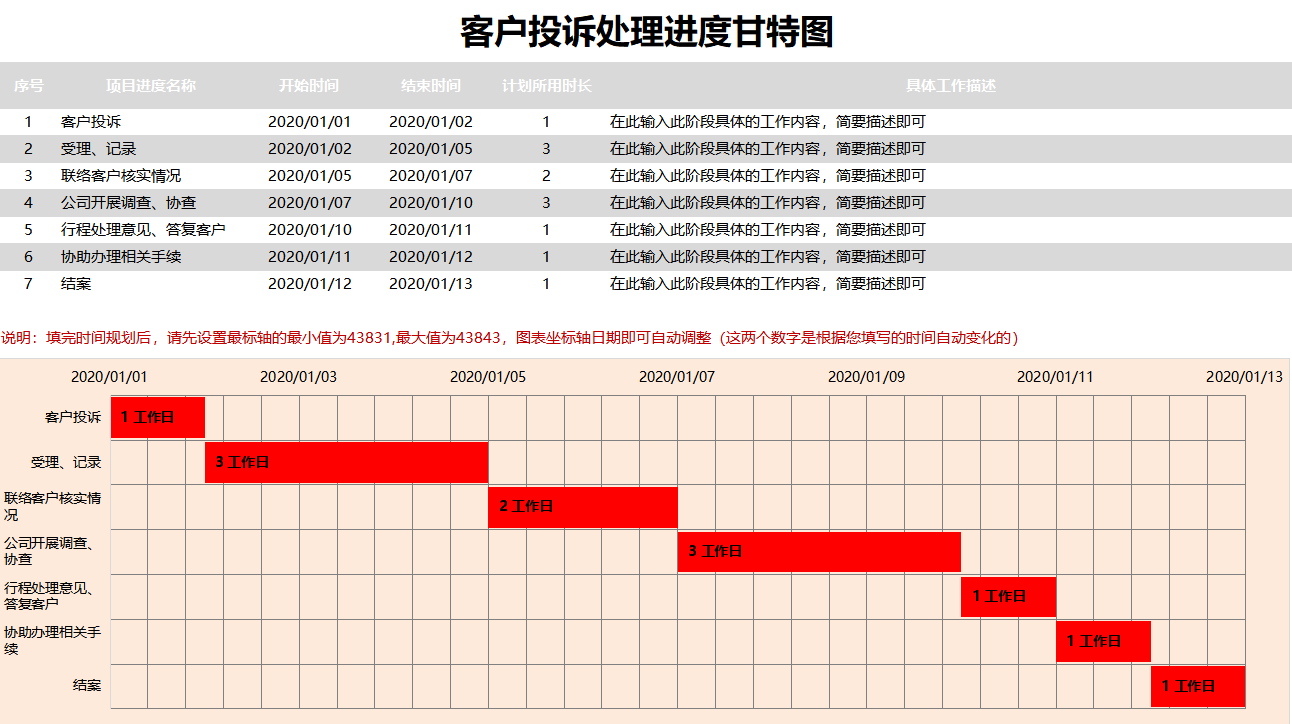 客户投诉处理进度甘特图
序号 项目进度名称 开始时间 结束时间 计划所用时长 具体工作描述
1 客户投诉 2020/01/01 2020/01/02 1 在此输入此阶段具体的工作内容，简要描述即可
2 受理、记录 2020/01/02 2020/01/05 3 在此输入此阶段具体的工作内容，简要描述即可
3 联络客户核实情况 2020/01/05 2020/01/07 2 在此输入此阶段具体的工作内容，简要描述即可
4 公司开展调查、协查 2020/01/07 2020/01/10 3 在此输入此阶段具体的工作内容，简要描述即可
5 行程处理意见、答复客户 2020/01/10 2020/01/11 1 在此输入此阶段具体的工作内容，简要描述即可
6 协助办理相关手续 2020/01/11 2020/01/12 1 在此输入此阶段具体的工作内容，简要描述即可
7 结案 2020/01/12 2020/01/13 1 在此输入此阶段具体的工作内容，简要描述即可
说明：填完时间规划后，请先设置最标轴的最小值为43831,最大值为43843，图表坐标轴日期即可自动调整（这两个数字是根据您填写的时间自动变化的）
2020/01/01 2020/01/03 2020/01/05 2020/01/07 2020/01/09 2020/01/11 2020/01/13
客户投诉 1 工作日
受理、记录 3 工作日
联络客户核实情
况
2 工作日
公司开展调查、
协查
3 工作日
行程处理意见、
答复客户
1 工作日
协助办理相关手
续
1 工作日
结案 1 工作日